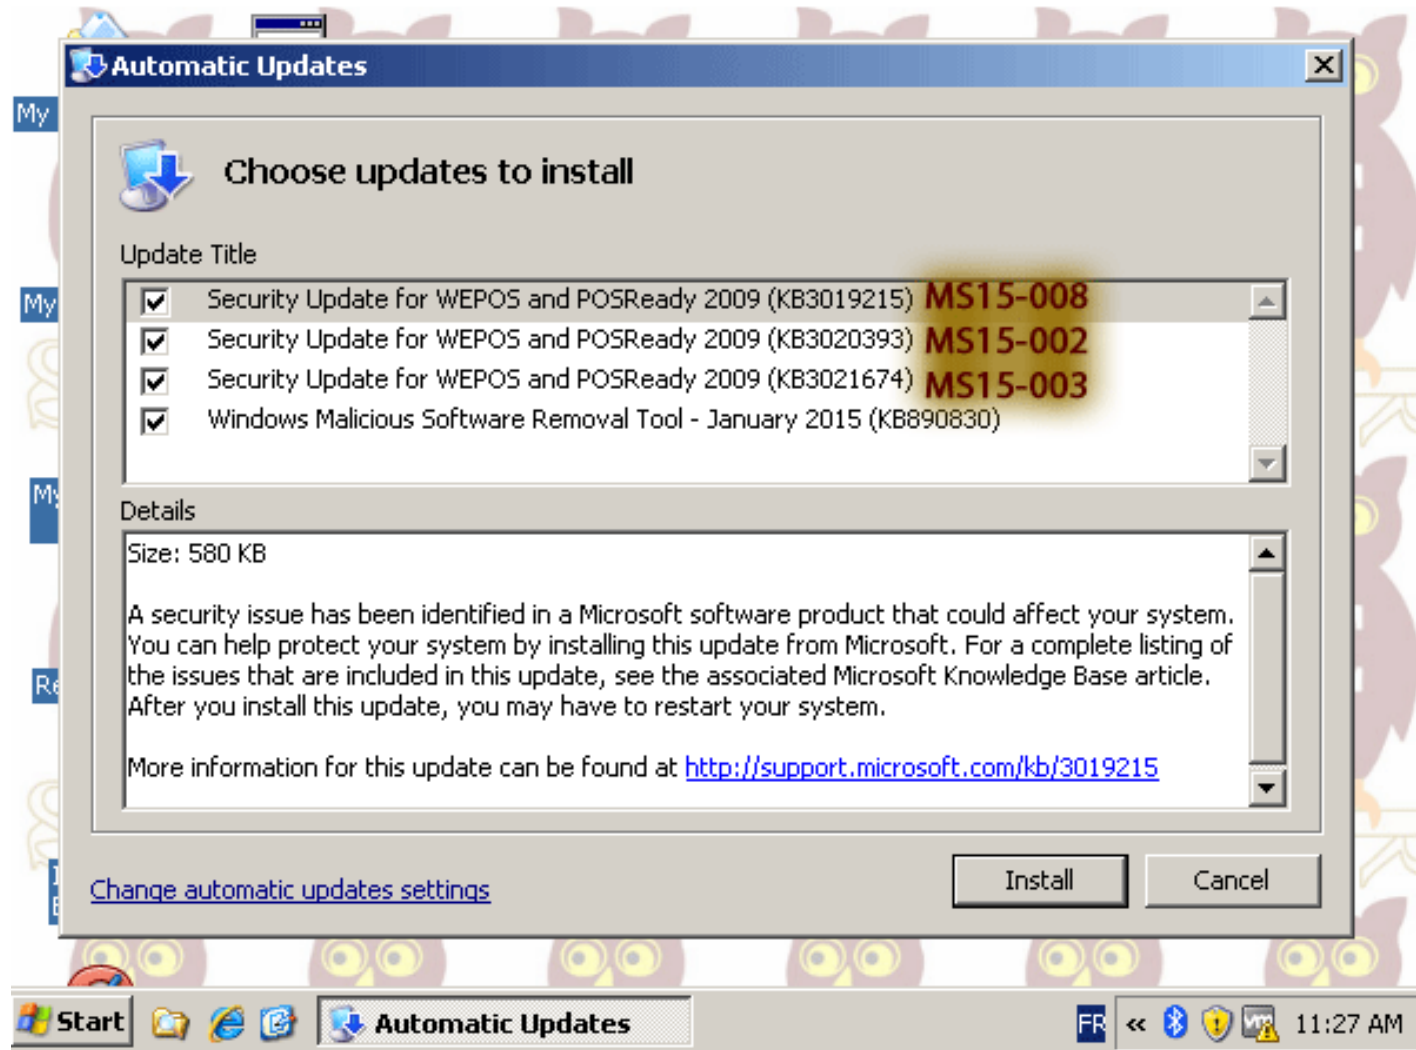 Automatic Updates
My
Choose updates to install
Update Title
My
Security Update for WEPOS and POSReady 2009 (KB3019215) MS15-008
Security Update for WEPOS and POSReady 2009 (KB3020393) MS15-002
Security Update for WEPOS and POSReady 2009 (KB3021674) MS15-003
Windows Malicious Software Removal Tool - January 2015 (KB890830)
My
Details
Size: 580 KB
A security issue has been identified in a Microsoft software product that could affect your system.
You can help protect your system by installing this update from Microsoft. For a complete listing of
the issues that are included in this update, see the associated Microsoft Knowledge Base article.
Re
After you install this update, you may have to restart your system.
More information for this update can be found at http://support.microsoft.com/kb/3019215
Change automatic updates settings
Install
Cancel
Start
Automatic Updates
FR
«
11:27 AM